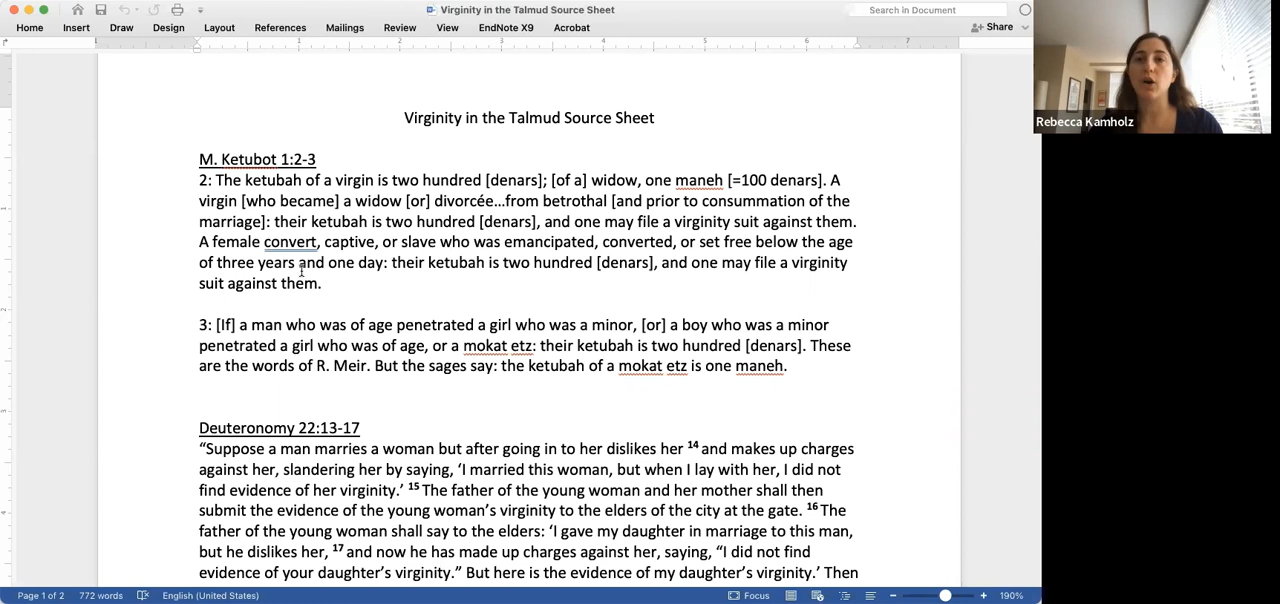 Virginity in the Talmud Source Sheet
Search in Document
Home Insert Draw Design Layout References Mailings Review View EndNote X9 Acrobat Share
1 2 3 4 5 6 7
Rebecca Kamholz
Virginity in the Talmud Source Sheet
M. Ketubot 1:2-3
2: The ketubah of a virgin is two hundred [denars]; [of a] widow, one maneh [=100 denars]. A
virgin [who became] a widow [or] divorcée…from betrothal [and prior to consummation of the
marriage]: their ketubah is two hundred [denars], and one may file a virginity suit against them.
A female convert, captive, or slave who was emancipated, converted, or set free below the age
of three years and one day: their ketubah is two hundred [denars], and one may file a virginity
suit against them.
3: [If] a man who was of age penetrated a girl who was a minor, [or] a boy who was a minor
penetrated a girl who was of age, or a mokat etz: their ketubah is two hundred [denars]. These
are the words of R. Meir. But the sages say: the ketubah of a mokat etz is one maneh.
Deuteronomy 22:13-17
“Suppose a man marries a woman but after going in to her dislikes her 14 and makes up charges
against her, slandering her by saying, ‘I married this woman, but when I lay with her, I did not
find evidence of her virginity.’ 15 The father of the young woman and her mother shall then
submit the evidence of the young woman’s virginity to the elders of the city at the gate. 16 The
father of the young woman shall say to the elders: ‘I gave my daughter in marriage to this man,
but he dislikes her, 17 and now he has made up charges against her, saying, “I did not find
evidence of your daughter’s virginity.” But here is the evidence of my daughter’s virginity.’ Then
Page 1 of 2 772 words English (United States) Focus 190%